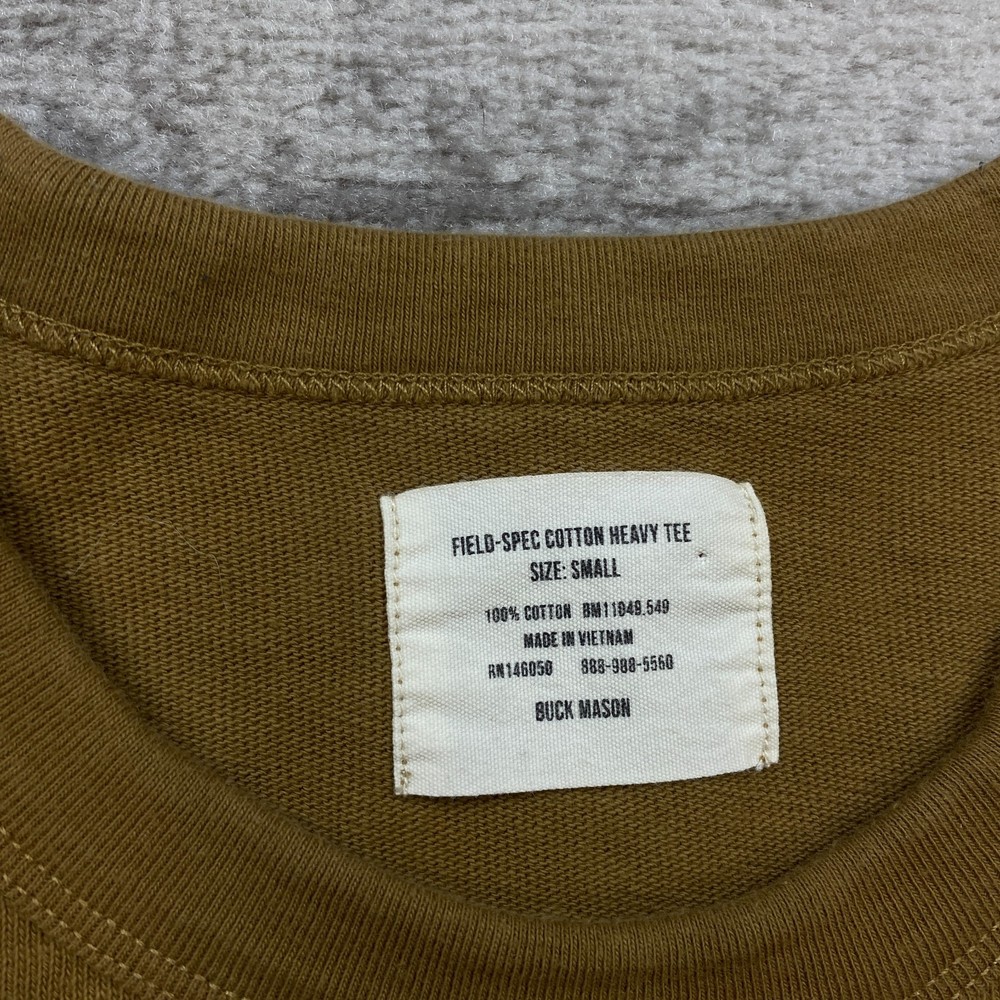 FIELD-SPEC COTTON HEAVY TEE
SIZE: SMALL
100% COTTON BM11049.549
MADE IN VIETNAM
RN146050 888-988-5560
BUCK MASON